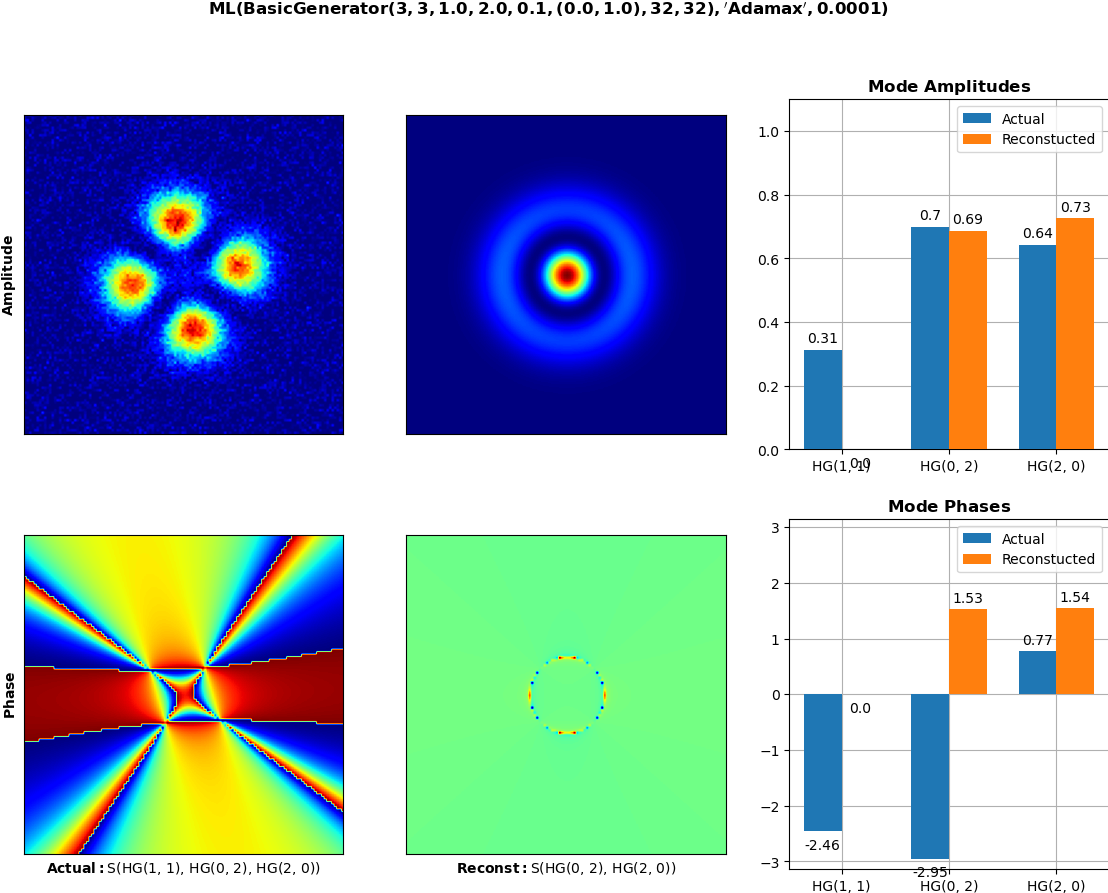 ML(BasicGenerator(3, 3, 1.0, 2.0, 0.1, (0.0, 1.0), 32, 32), ′Adamax′, 0.0001)
Amplitude
Mode Amplitudes
Actual
Reconstucted
1.0
0.8
0.6
0.4
0.2
0.0
0.31
0.0
0.7
0.69
0.64
0.73
HG(1, 1)
HG(0, 2)
HG(2, 0)
Phase
Actual: S(HG(1, 1), HG(0, 2), HG(2, 0))
Reconst: S(HG(0, 2), HG(2, 0))
Mode Phases
Actual
Reconstucted
3
2
1
0
−1
−2
−3
-2.46
0.0
-2.95
1.53
0.77
1.54
HG(1, 1)
HG(0, 2)
HG(2, 0)